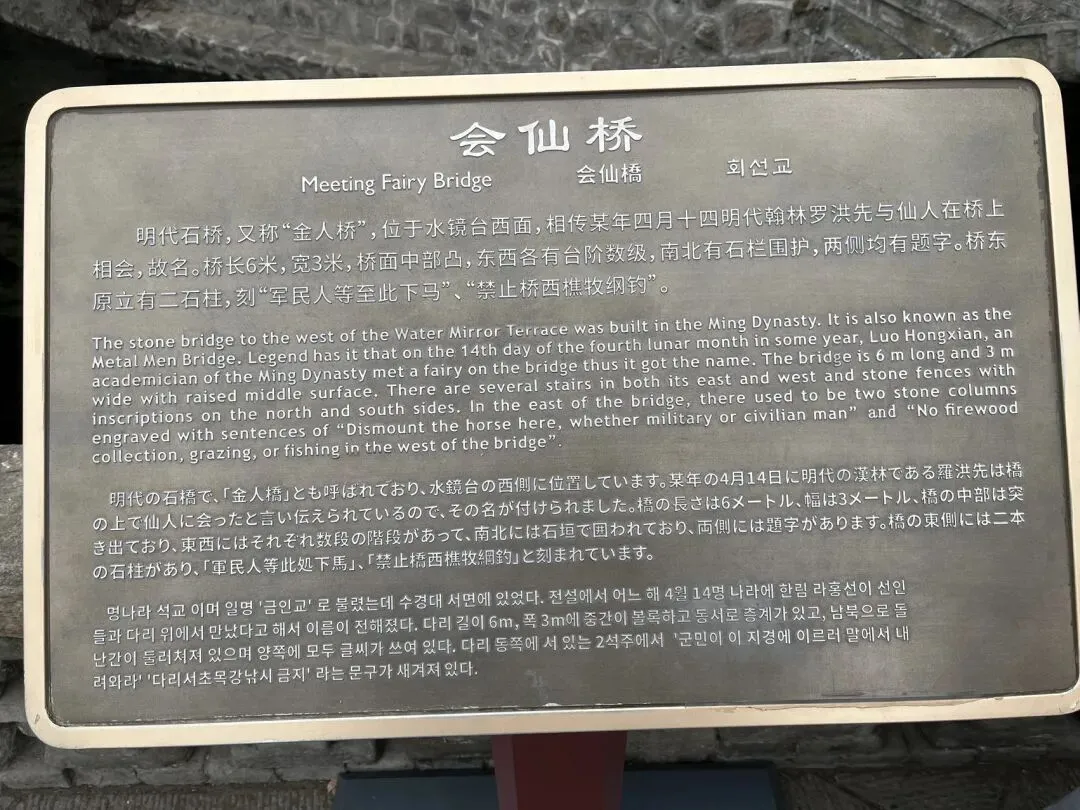 会仙桥
Meeting Fairy Bridge 会仙橋 회선교
明代石桥，又称“金人桥”，位于水镜台西面，相传某年四月十四明代翰林罗洪先与仙人在桥上
相会，故名。桥长6米，宽3米，桥面中部凸，东西各有台阶数级，南北有石栏围护，两侧均有题字。桥东
原立有二石柱，刻“军民人等至此下马”、“禁止桥西樵牧纲钓”。
The stone bridge to the west of the Water Mirror Terrace was built in the Ming Dynasty. It is also known as the
Metal Men Bridge. Legend has it that on the 14th day of the fourth lunar month in some year, Luo Hongxian, an
academician of the Ming Dynasty met a fairy on the bridge thus it got the name. The bridge is 6 m long and 3 m
wide with raised middle surface. There are several stairs in both its east and west and stone fences with
inscriptions on the north and south sides. In the east of the bridge, there used to be two stone columns
engraved with sentences of “Dismount the horse here, whether military or civilian man” and “No firewood
collection, grazing, or fishing in the west of the bridge”.
明代の石橋で、「金人橋」とも呼ばれており、水鏡台の西側に位置しています。某年の4月14日に明代の漢林である羅洪先は橋
の上で仙人に会ったと言い伝えられているので、その名が付けられました。橋の長さは6メートル、幅は3メートル、橋の中部は突
き出ており、東西にはそれぞれ数段の階段があって、南北には石垣で囲われており、両側には題字があります。橋の東側には二本
の石柱があり、「軍民人等此処下馬」、「禁止橋西樵牧綱釣」と刻まれています。
명나라 석교 이며 일명 '금인교' 로 불렸는데 수경대 서면에 있었다. 전설에서 어느 해 4월 14명 나라에 한림 라홍선이 선인
들과 다리 위에서 만났다고 해서 이름이 전해졌다. 다리 길이 6m, 폭 3m에 중간이 볼록하고 동서로 층계가 있고, 남북으로 돌
난간이 둘러처져 있으며 양쪽에 모두 글씨가 쓰여 있다. 다리 동쪽에 서 있는 2석주에서 '군민이 이 지경에 이르러 말에서 내
려와라' '다리서초목강낚시 금지' 라는 문구가 새겨져 있다.